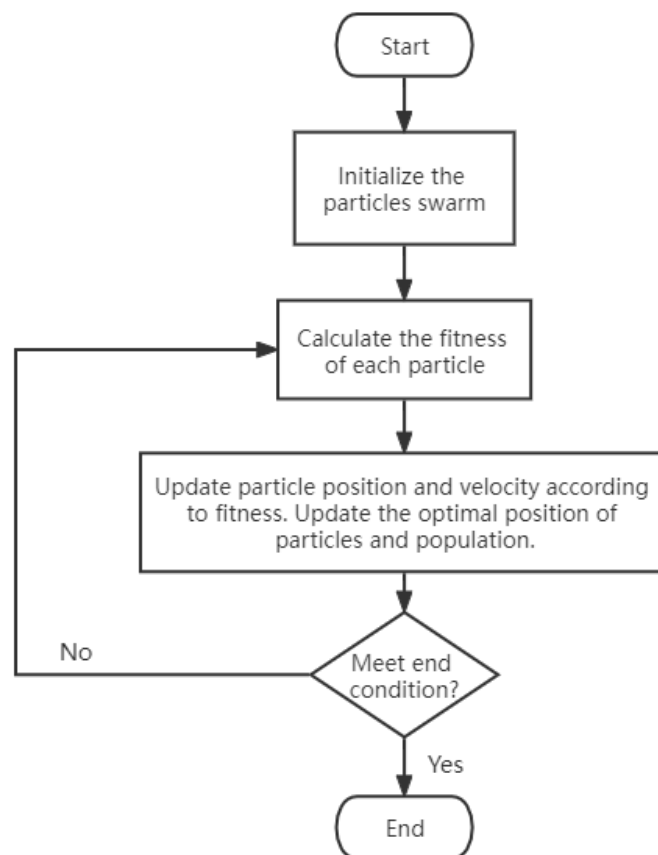 Start
Initialize the
particles swarm
Calculate the fitness
of each particle
Update particle position and velocity according
to fitness. Update the optimal position of
particles and population.
No
Meet end
condition?
Yes
End